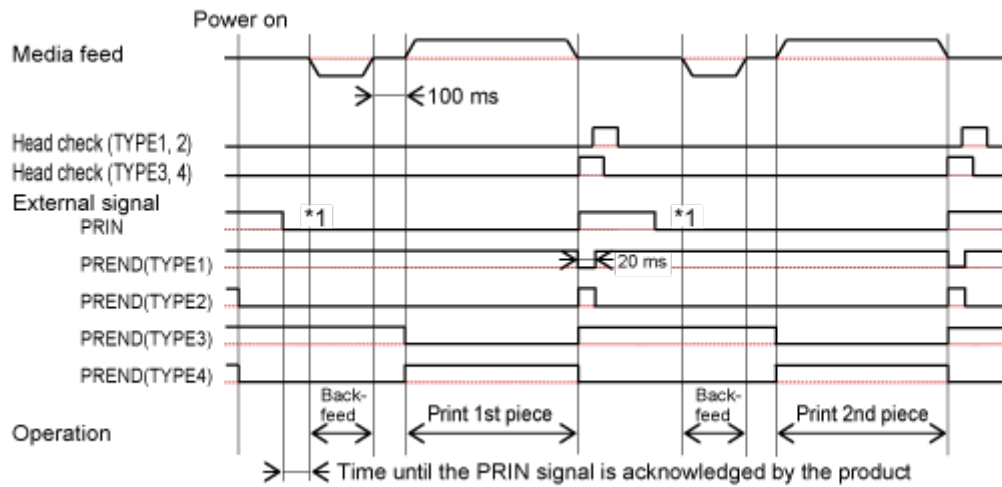 Power on
Media feed
100 ms
Head check (TYPE1, 2)
Head check (TYPE3, 4)
External signal
PRIN
*1
*1
PREND(TYPE1)
20 ms
PREND(TYPE2)
PREND(TYPE3)
PREND(TYPE4)
Back-
feed
Print 1st piece
Back-
feed
Print 2nd piece
Operation
Time until the PRIN signal is acknowledged by the product